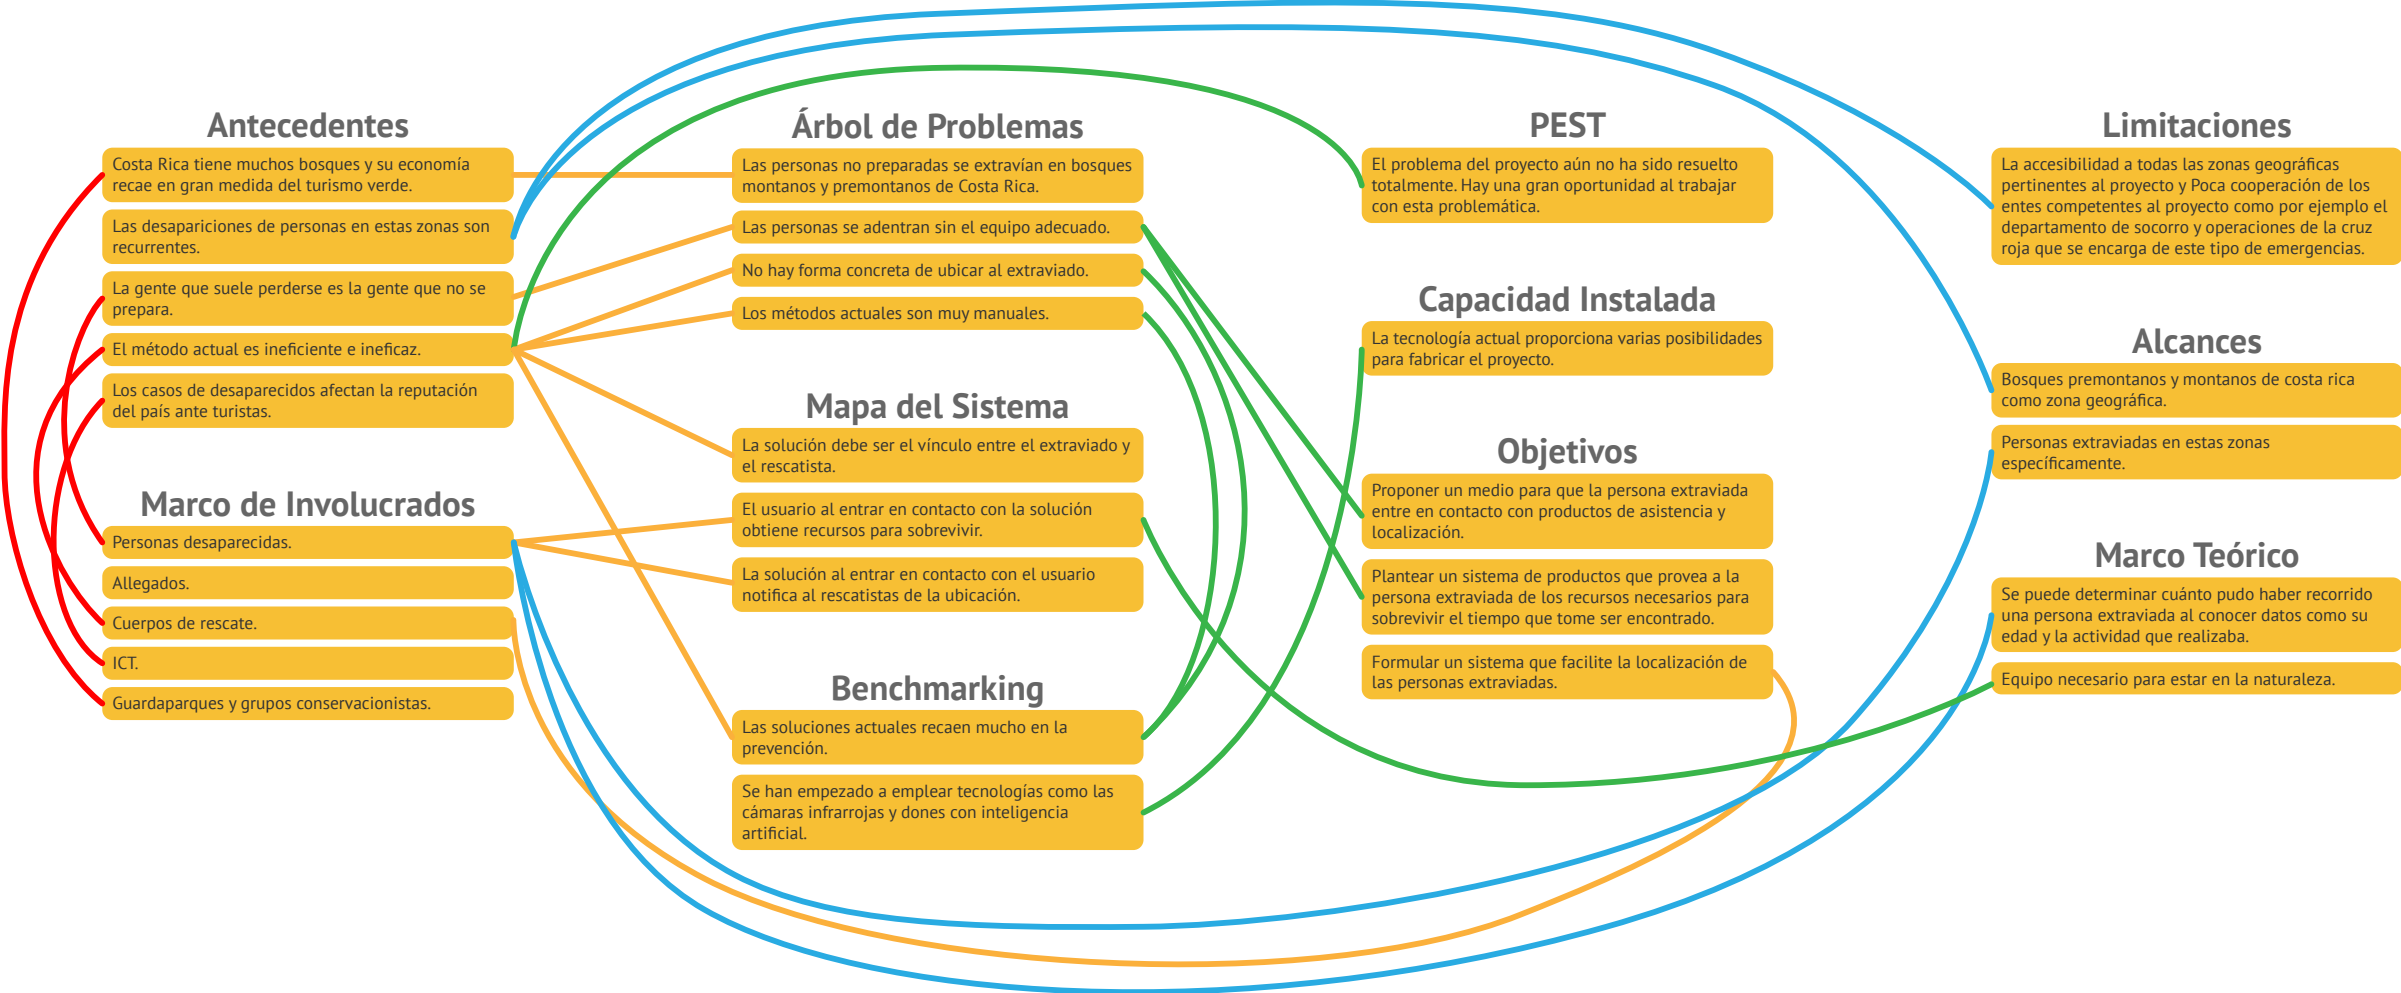 Antecedentes
Costa Rica tiene muchos bosques y su economía
recae en gran medida del turismo verde.
Las desapariciones de personas en estas zonas son
recurrentes.
La gente que suele perderse es la gente que no se
prepara.
El método actual es ineficiente e ineficaz.
Los casos de desaparecidos afectan la reputación
del país ante turistas.
Marco de Involucrados
Personas desaparecidas.
Allegados.
Cuerpos de rescate.
ICT.
Guardaparques y grupos conservacionistas.
Árbol de Problemas
Las personas no preparadas se extravían en bosques
montanos y premontanos de Costa Rica.
Las personas se adentran sin el equipo adecuado.
No hay forma concreta de ubicar al extraviado.
Los métodos actuales son muy manuales.
Mapa del Sistema
La solución debe ser el vínculo entre el extraviado y
el rescatista.
El usuario al entrar en contacto con la solución
obtiene recursos para sobrevivir.
La solución al entrar en contacto con el usuario
notifica al rescatistas de la ubicación.
Benchmarking
Las soluciones actuales recaen mucho en la
prevención.
Se han empezado a emplear tecnologías como las
cámaras infrarrojas y dones con inteligencia
artificial.
PEST
El problema del proyecto aún no ha sido resuelto
totalmente. Hay una gran oportunidad al trabajar
con esta problemática.
Capacidad Instalada
La tecnología actual proporciona varias posibilidades
para fabricar el proyecto.
Objetivos
Proponer un medio para que la persona extraviada
entre en contacto con productos de asistencia y
localización.
Plantear un sistema de productos que provea a la
persona extraviada de los recursos necesarios para
sobrevivir el tiempo que tome ser encontrado.
Formular un sistema que facilite la localización de
las personas extraviadas.
Limitaciones
La accesibilidad a todas las zonas geográficas
pertinentes al proyecto y Poca cooperación de los
entes competentes al proyecto como por ejemplo el
departamento de socorro y operaciones de la cruz
roja que se encarga de este tipo de emergencias.
Alcances
Bosques premontanos y montanos de costa rica
como zona geográfica.
Personas extraviadas en estas zonas
específicamente.
Marco Teórico
Se puede determinar cuánto pudo haber recorrido
una persona extraviada al conocer datos como su
edad y la actividad que realizaba.
Equipo necesario para estar en la naturaleza.